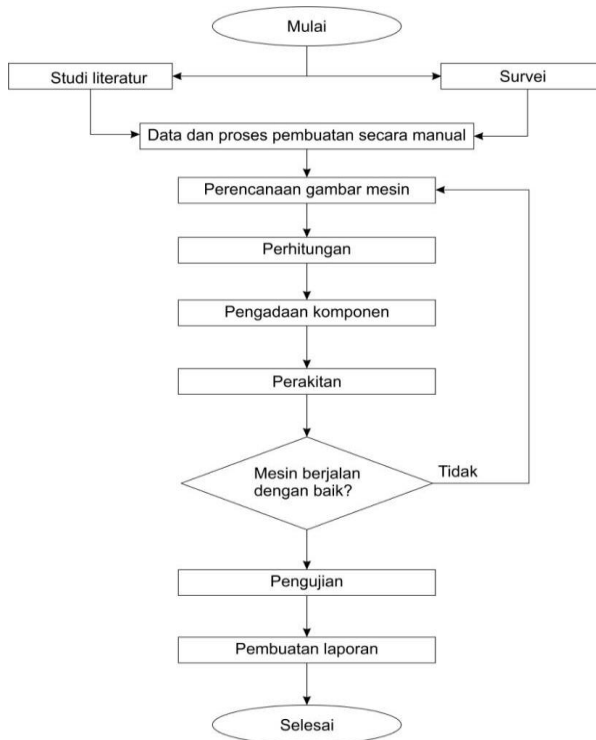 Mulai
Studi literatur
Survei
Data dan proses pembuatan secara manual
Perencanaan gambar mesin
Perhitungan
Pengadaan komponen
Perakitan
Mesin berjalan
dengan baik?
Tidak
Pengujian
Pembuatan laporan
Selesai